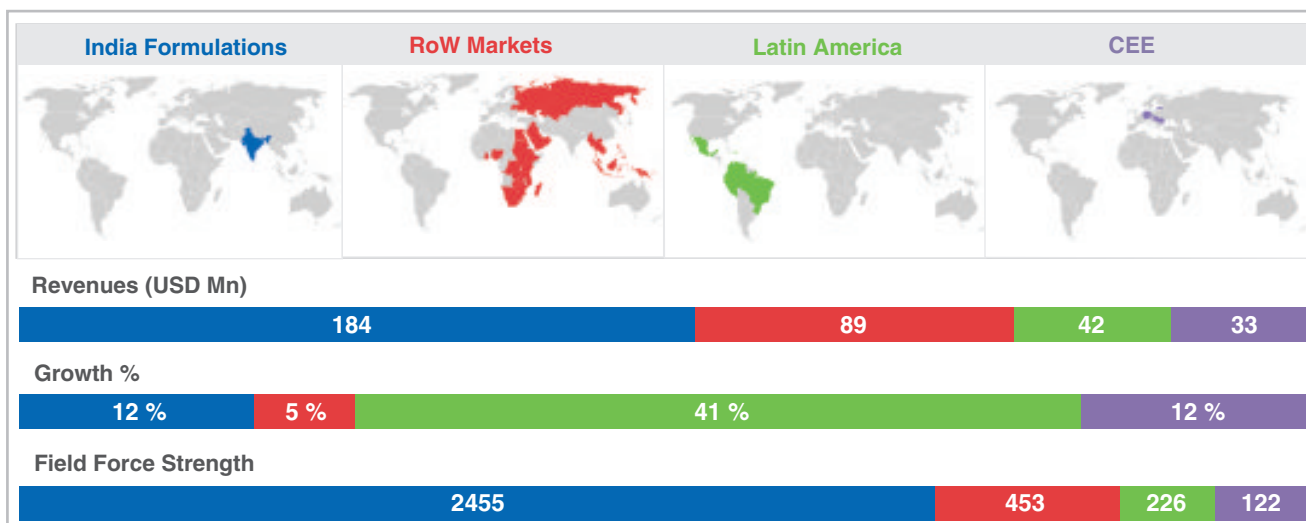 India Formulations RoW Markets Latin America CEE
Revenues (USD Mn)
184 89 42 33
Growth %
12 % 5 % 41 % 12 %
Field Force Strength
2455 453 226 122